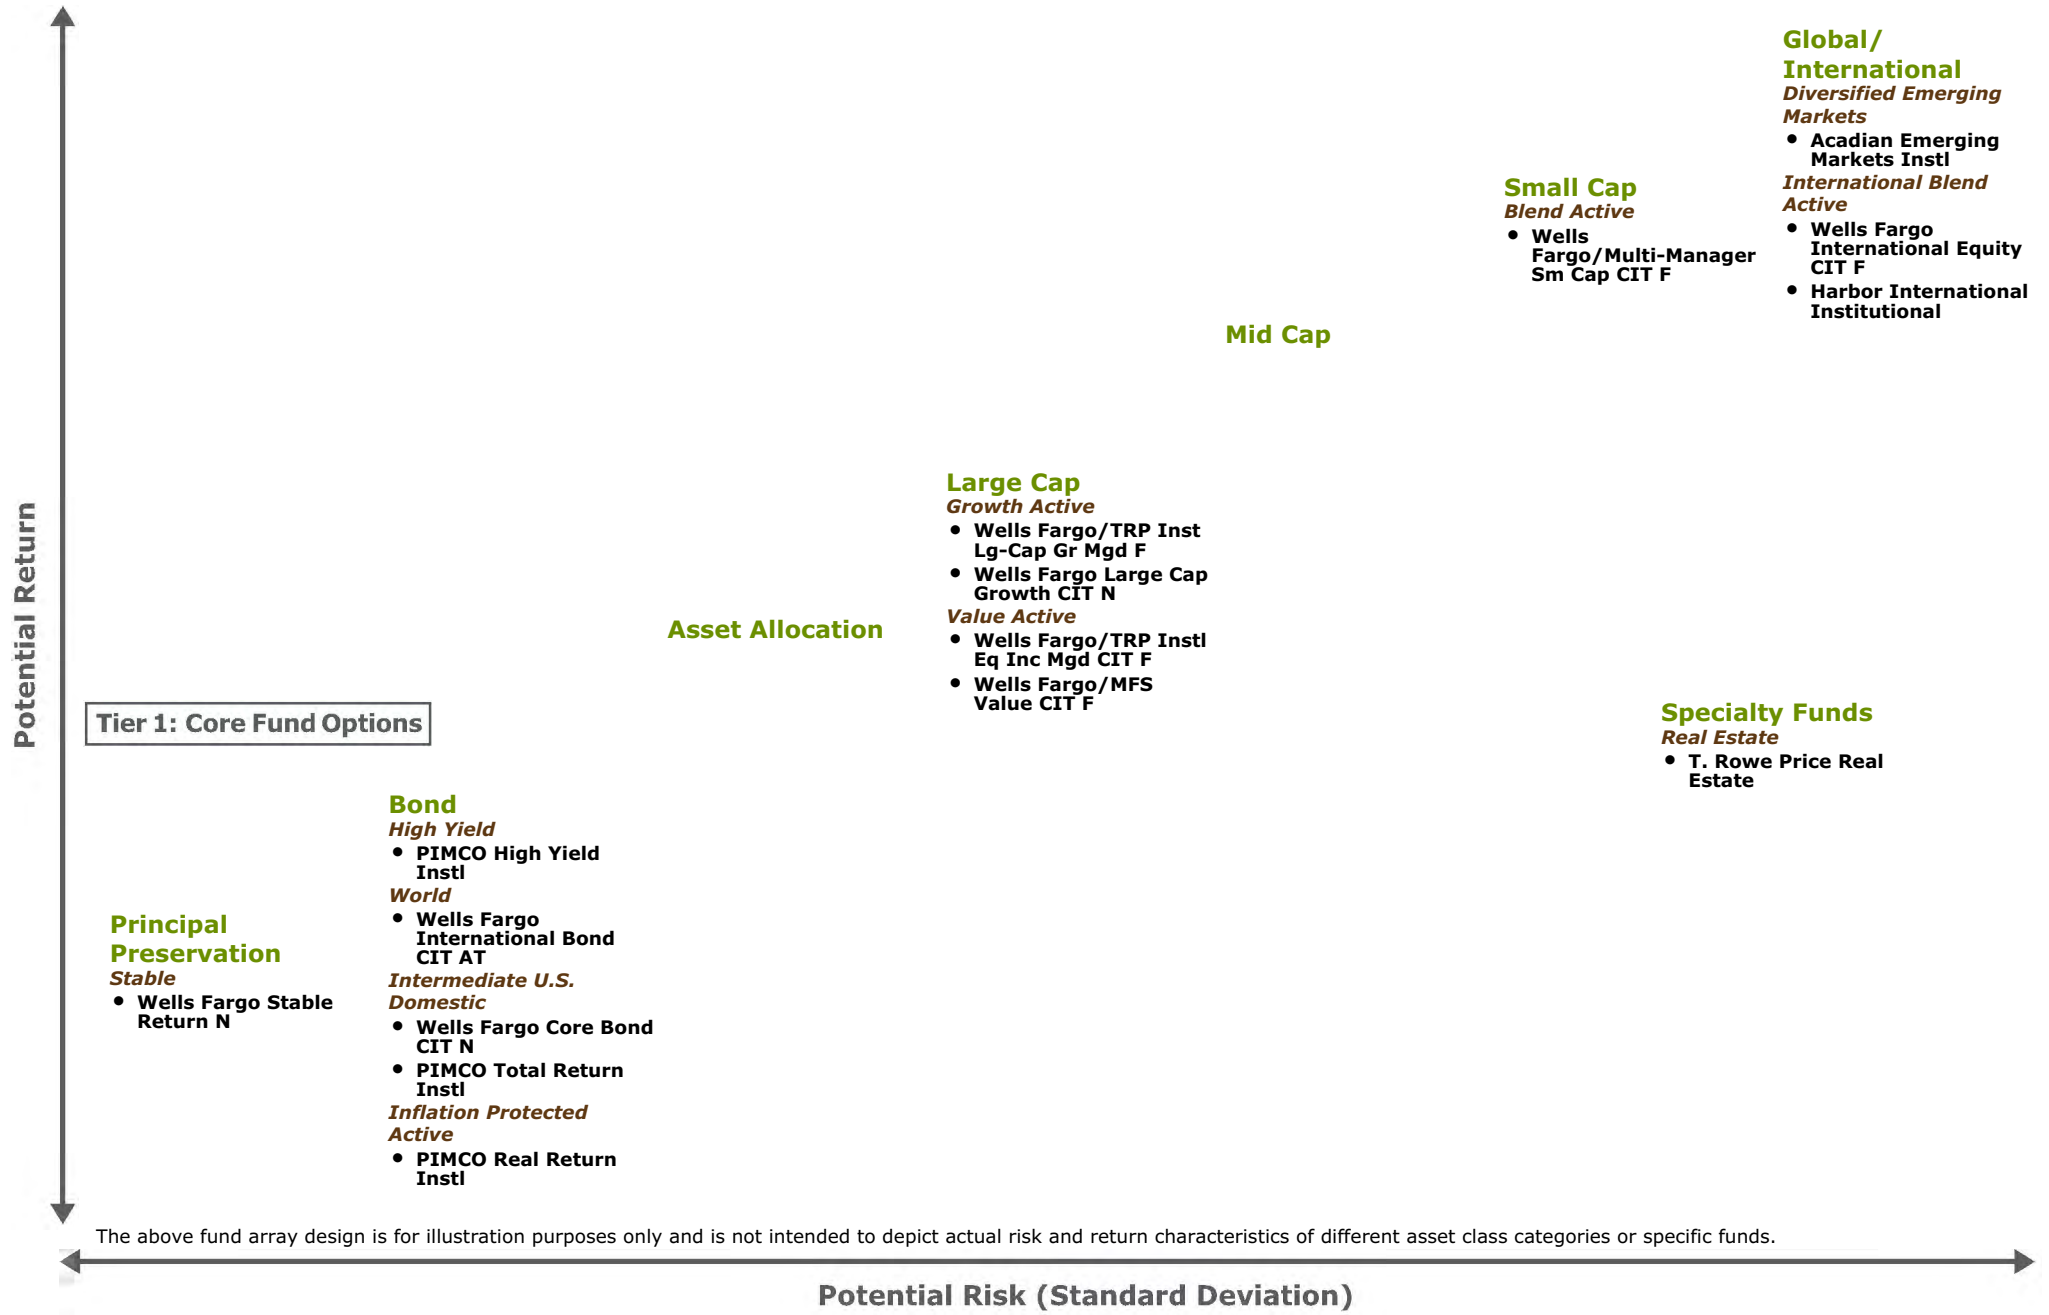 Global/
International
Diversified Emerging
Markets
• Acadian Emerging
Markets Instl
International Blend
Active
• Wells Fargo
International Equity
CIT F
• Harbor International
Institutional
Small Cap
Blend Active
• Wells
Fargo/Multi-Manager
Sm Cap CIT F
Mid Cap
Large Cap
Growth Active
• Wells Fargo/TRP Inst
Lg-Cap Gr Mgd F
• Wells Fargo Large Cap
Growth CIT N
Value Active
• Wells Fargo/TRP Instl
Eq Inc Mgd CIT F
• Wells Fargo/MFS
Value CIT F
Asset Allocation
Potential Return
Tier 1: Core Fund Options
Specialty Funds
Real Estate
• T. Rowe Price Real
Estate
Bond
High Yield
• PIMCO High Yield
Instl
World
• Wells Fargo
International Bond
CIT AT
Intermediate U.S.
Domestic
• Wells Fargo Core Bond
CIT N
• PIMCO Total Return
Instl
Inflation Protected
Active
• PIMCO Real Return
Instl
Principal
Preservation
Stable
• Wells Fargo Stable
Return N
The above fund array design is for illustration purposes only and is not intended to depict actual risk and return characteristics of different asset class categories or specific funds.
Potential Risk (Standard Deviation)